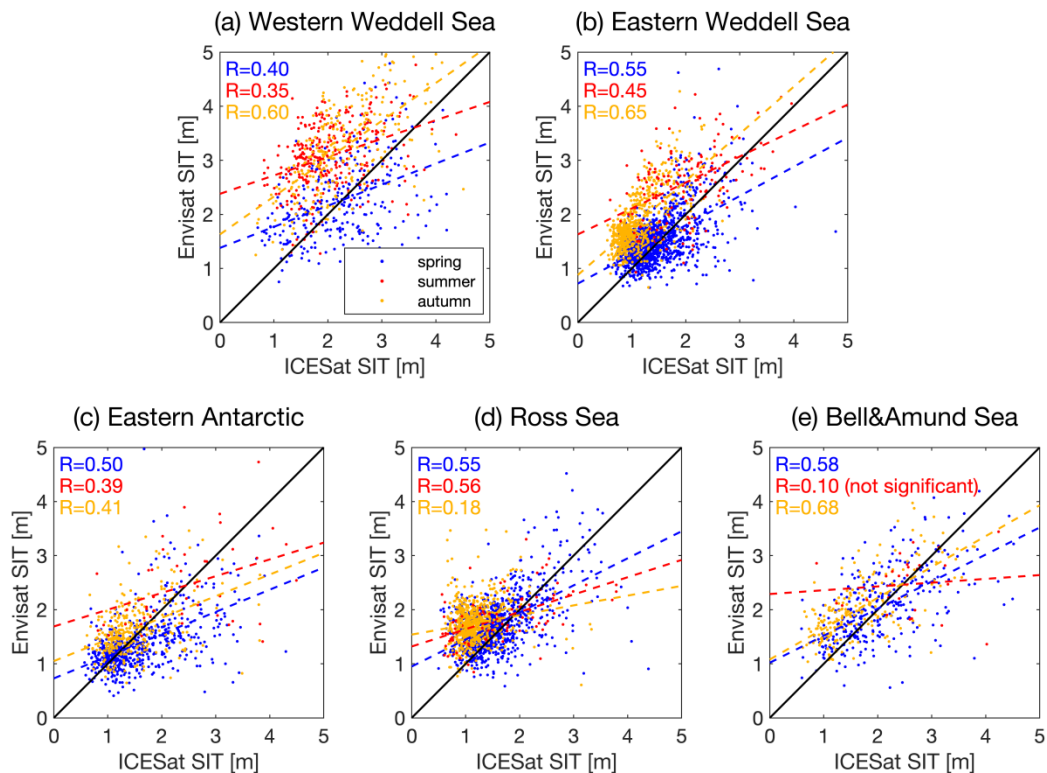 (a) Western Weddell Sea
5
4
3
2
1
0
R=0.40
R=0.35
R=0.60
spring
summer
autumn
0 1 2 3 4 5
Envisat SIT [m]
ICESat SIT [m]
(b) Eastern Weddell Sea
5
4
3
2
1
0
R=0.55
R=0.45
R=0.65
0 1 2 3 4 5
Envisat SIT [m]
ICESat SIT [m]
(c) Eastern Antarctic
5
4
3
2
1
0
R=0.50
R=0.39
R=0.41
0 1 2 3 4 5
Envisat SIT [m]
ICESat SIT [m]
(d) Ross Sea
5
4
3
2
1
0
R=0.55
R=0.56
R=0.18
0 1 2 3 4 5
Envisat SIT [m]
ICESat SIT [m]
(e) Bell&Amund Sea
5
4
3
2
1
0
R=0.58
R=0.10 (not significant)
R=0.68
0 1 2 3 4 5
Envisat SIT [m]
ICESat SIT [m]